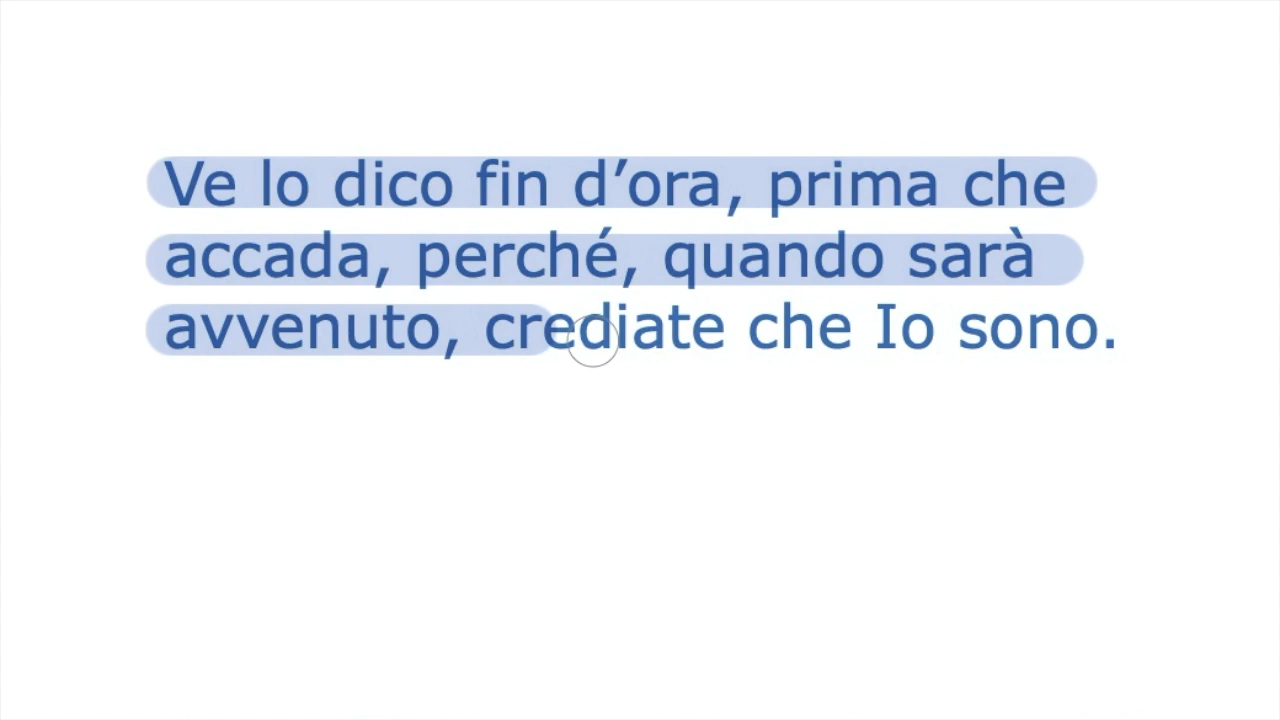 Ve lo dico fin d’ora, prima che
accada, perché, quando sarà
avvenuto, crediate che Io sono.